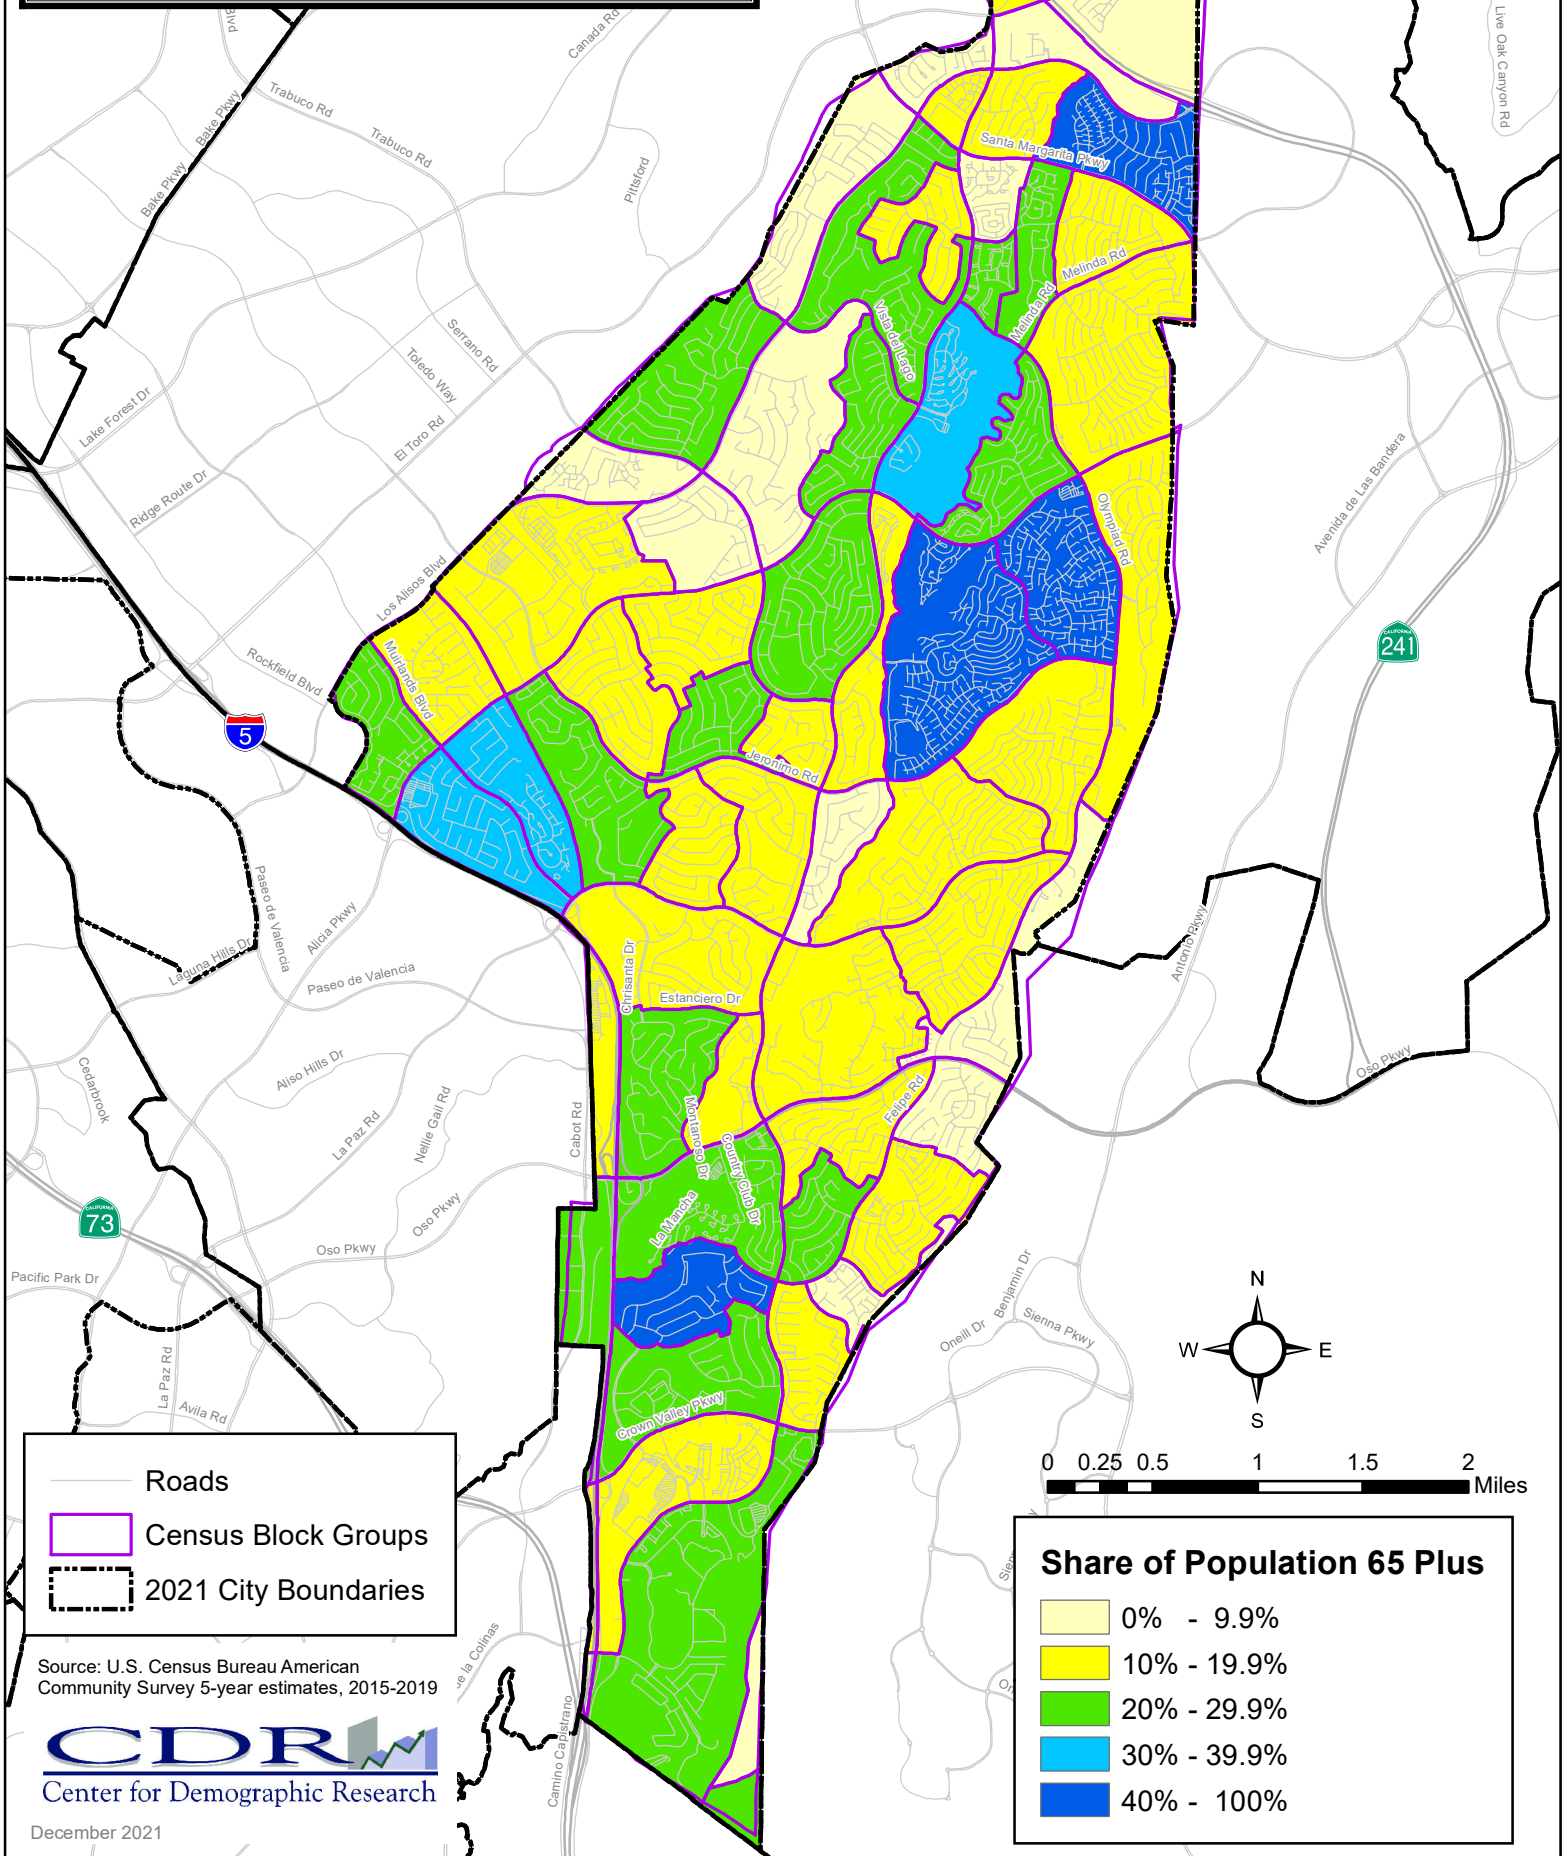 Blvd
Canada Rd
Live Oak Canyon Rd
Trabuco Rd
Bake Pkwy
Trabuco Rd
Santa Margarita Pkwy
Bake Pkwy
Pittsford
Melinda Rd
Melinda Rd
Vista del Lago
Serrano Rd
Toledo Way
Lake Forest Dr
El Toro Rd
Ridge Route Dr
Avenida de Las Bandera
Olympiad Rd
Los Alisos Blvd
CALIFORNIA
241
Rockfield Blvd
Muirlands Blvd
5
Jeronimo Rd
Paseo de Valencia
Alicia Pkwy
Laguna Hills Dr
Paseo de Valencia
Chrisanta Dr
Estanciero Dr
Antonio Pkwy
Oso Pkwy
Cedarbrook
Aliso Hills Dr
La Paz Rd
Nellie Gail Rd
Cabot Rd
Montanoso Dr
Country Club Dr
Felipe Rd
La Mancha
CALIFORNIA
73
Oso Pkwy
Oso Pkwy
Pacific Park Dr
La Paz Rd
Avila Rd
Crown Valley Pkwy
Benjamin Dr
Oneill Dr
Sienna Pkwy
N
W E
S
0 0.25 0.5 1 1.5 2
Miles
Roads
Census Block Groups
2021 City Boundaries
Share of Population 65 Plus
0% - 9.9%
10% - 19.9%
20% - 29.9%
30% - 39.9%
40% - 100%
Source: U.S. Census Bureau American
Community Survey 5-year estimates, 2015-2019
de la Colinas
Camino Capistrano
CDR
Center for Demographic Research
December 2021